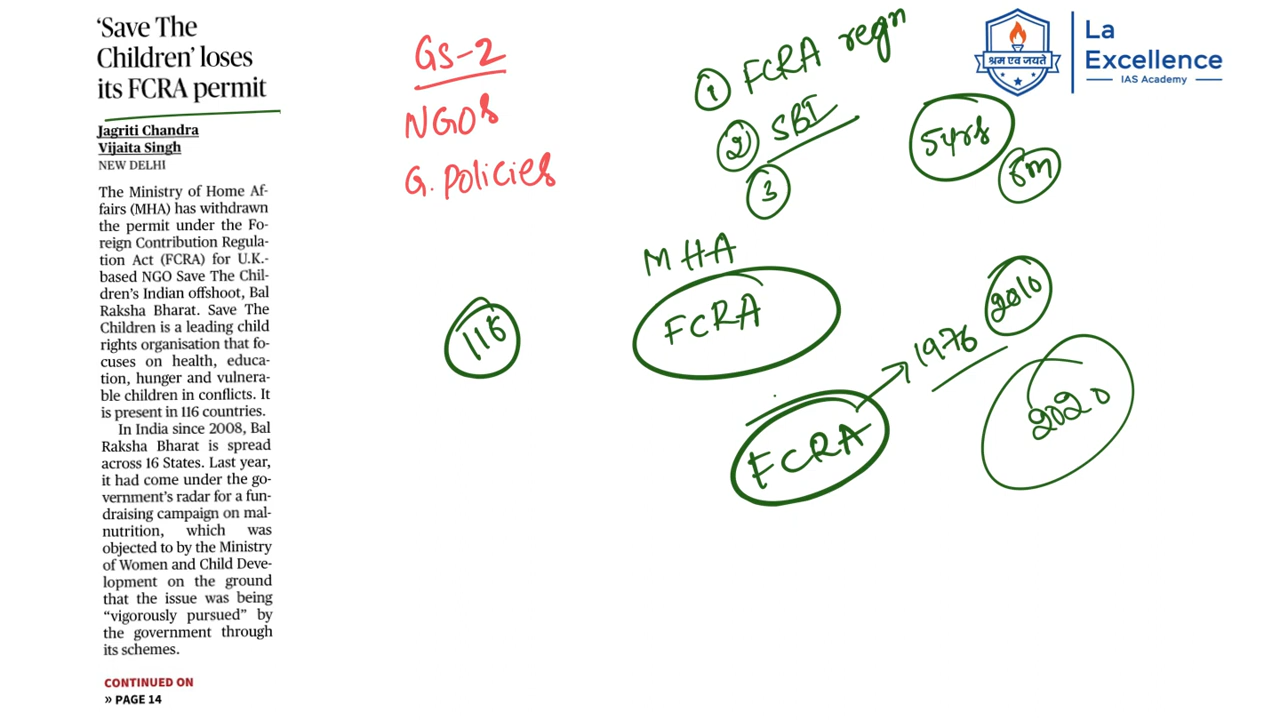 ‘Save The
Children’ loses
its FCRA permit
Jagriti Chandra
Vijaita Singh
NEW DELHI
The Ministry of Home Af-
fairs (MHA) has withdrawn
the permit under the Fo-
reign Contribution Regula-
tion Act (FCRA) for U.K.-
based NGO Save The Chil-
dren’s Indian offshoot, Bal
Raksha Bharat. Save The
Children is a leading child
rights organisation that fo-
cuses on health, educa-
tion, hunger and vulnera-
ble children in conflicts. It
is present in 116 countries.
In India since 2008, Bal
Raksha Bharat is spread
across 16 States. Last year,
it had come under the go-
vernment’s radar for a fun-
draising campaign on mal-
nutrition, which was
objected to by the Ministry
of Women and Child Deve-
lopment on the ground
that the issue was being
“vigorously pursued” by
the government through
its schemes.
CONTINUED ON
» PAGE 14
GS-2
NGOs
G. Policies
1 FCRA regn
2 SBI
3
5yrs
6m
MHA
FCRA
116
FCRA
1976
2010
2020
श्रम एव जयते
La
Excellence
IAS Academy